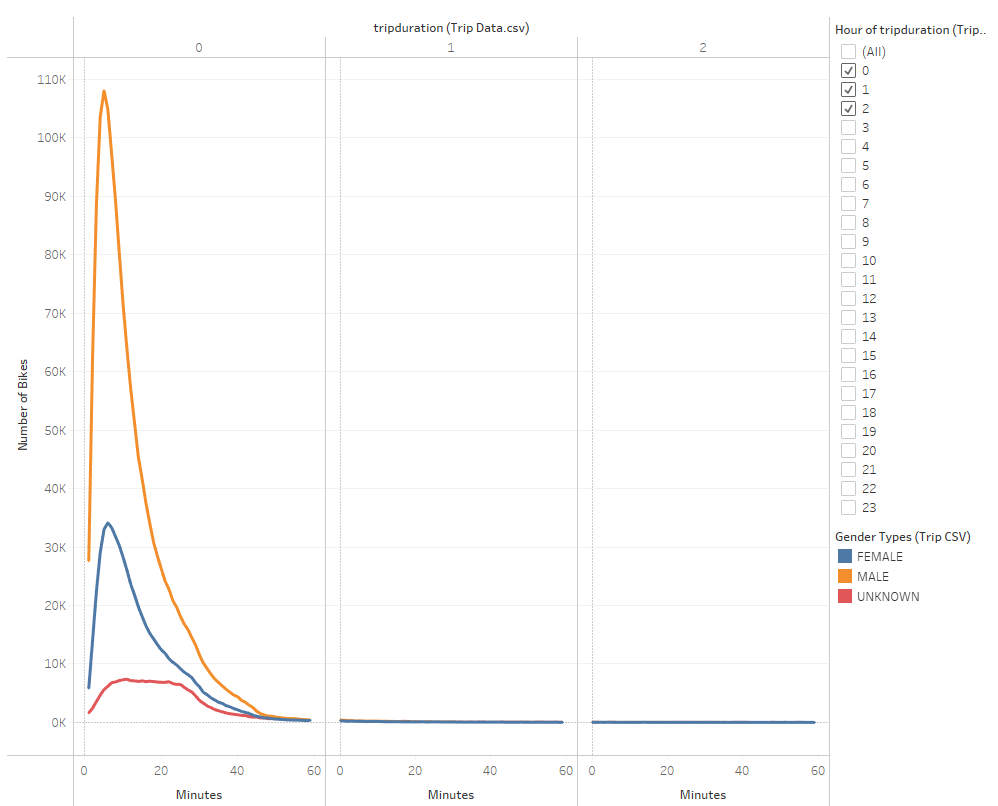 tripduration (Trip Data.csv)
0 1 2
110K
100K
90K
80K
70K
60K
50K
40K
30K
20K
10K
0K
Number of Bikes
0 20 40 60 0 20 40 60 0 20 40 60
Minutes Minutes Minutes
Hour of tripduration (Trip..
(All)
0
1
2
3
4
5
6
7
8
9
10
11
12
13
14
15
16
17
18
19
20
21
22
23
Gender Types (Trip CSV)
FEMALE
MALE
UNKNOWN